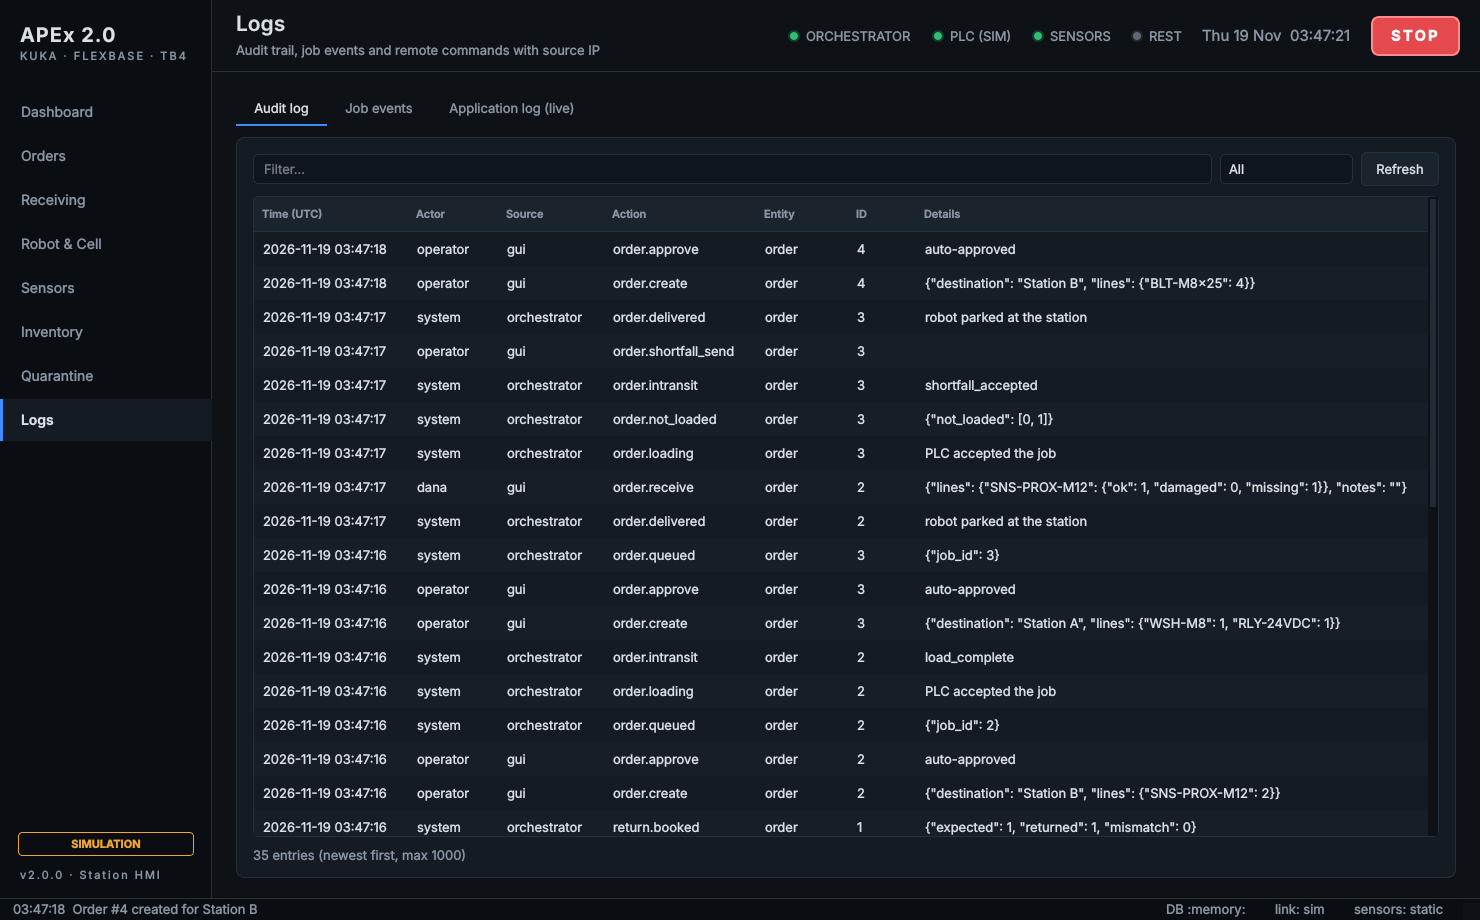 APEx 2.0
KUKA · FLEXBASE · TB4
Dashboard
Orders
Receiving
Robot & Cell
Sensors
Inventory
Quarantine
Logs
SIMULATION
v2.0.0 · Station HMI
Logs
Audit trail, job events and remote commands with source IP
ORCHESTRATOR PLC (SIM) SENSORS REST Thu 19 Nov 03:47:21 STOP
Audit log Job events Application log (live)
Filter... All Refresh
Time (UTC) Actor Source Action Entity ID Details
2026-11-19 03:47:18 operator gui order.approve order 4 auto-approved
2026-11-19 03:47:18 operator gui order.create order 4 {"destination": "Station B", "lines": {"BLT-M8×25": 4}}
2026-11-19 03:47:17 system orchestrator order.delivered order 3 robot parked at the station
2026-11-19 03:47:17 operator gui order.shortfall_send order 3
2026-11-19 03:47:17 system orchestrator order.intransit order 3 shortfall_accepted
2026-11-19 03:47:17 system orchestrator order.not_loaded order 3 {"not_loaded": [0, 1]}
2026-11-19 03:47:17 system orchestrator order.loading order 3 PLC accepted the job
2026-11-19 03:47:17 dana gui order.receive order 2 {"lines": {"SNS-PROX-M12": {"ok": 1, "damaged": 0, "missing": 1}}, "notes": ""}
2026-11-19 03:47:17 system orchestrator order.delivered order 2 robot parked at the station
2026-11-19 03:47:16 system orchestrator order.queued order 3 {"job_id": 3}
2026-11-19 03:47:16 operator gui order.approve order 3 auto-approved
2026-11-19 03:47:16 operator gui order.create order 3 {"destination": "Station A", "lines": {"WSH-M8": 1, "RLY-24VDC": 1}}
2026-11-19 03:47:16 system orchestrator order.intransit order 2 load_complete
2026-11-19 03:47:16 system orchestrator order.loading order 2 PLC accepted the job
2026-11-19 03:47:16 system orchestrator order.queued order 2 {"job_id": 2}
2026-11-19 03:47:16 operator gui order.approve order 2 auto-approved
2026-11-19 03:47:16 operator gui order.create order 2 {"destination": "Station B", "lines": {"SNS-PROX-M12": 2}}
2026-11-19 03:47:16 system orchestrator return.booked order 1 {"expected": 1, "returned": 1, "mismatch": 0}
35 entries (newest first, max 1000)
03:47:18 Order #4 created for Station B DB :memory: link: sim sensors: static